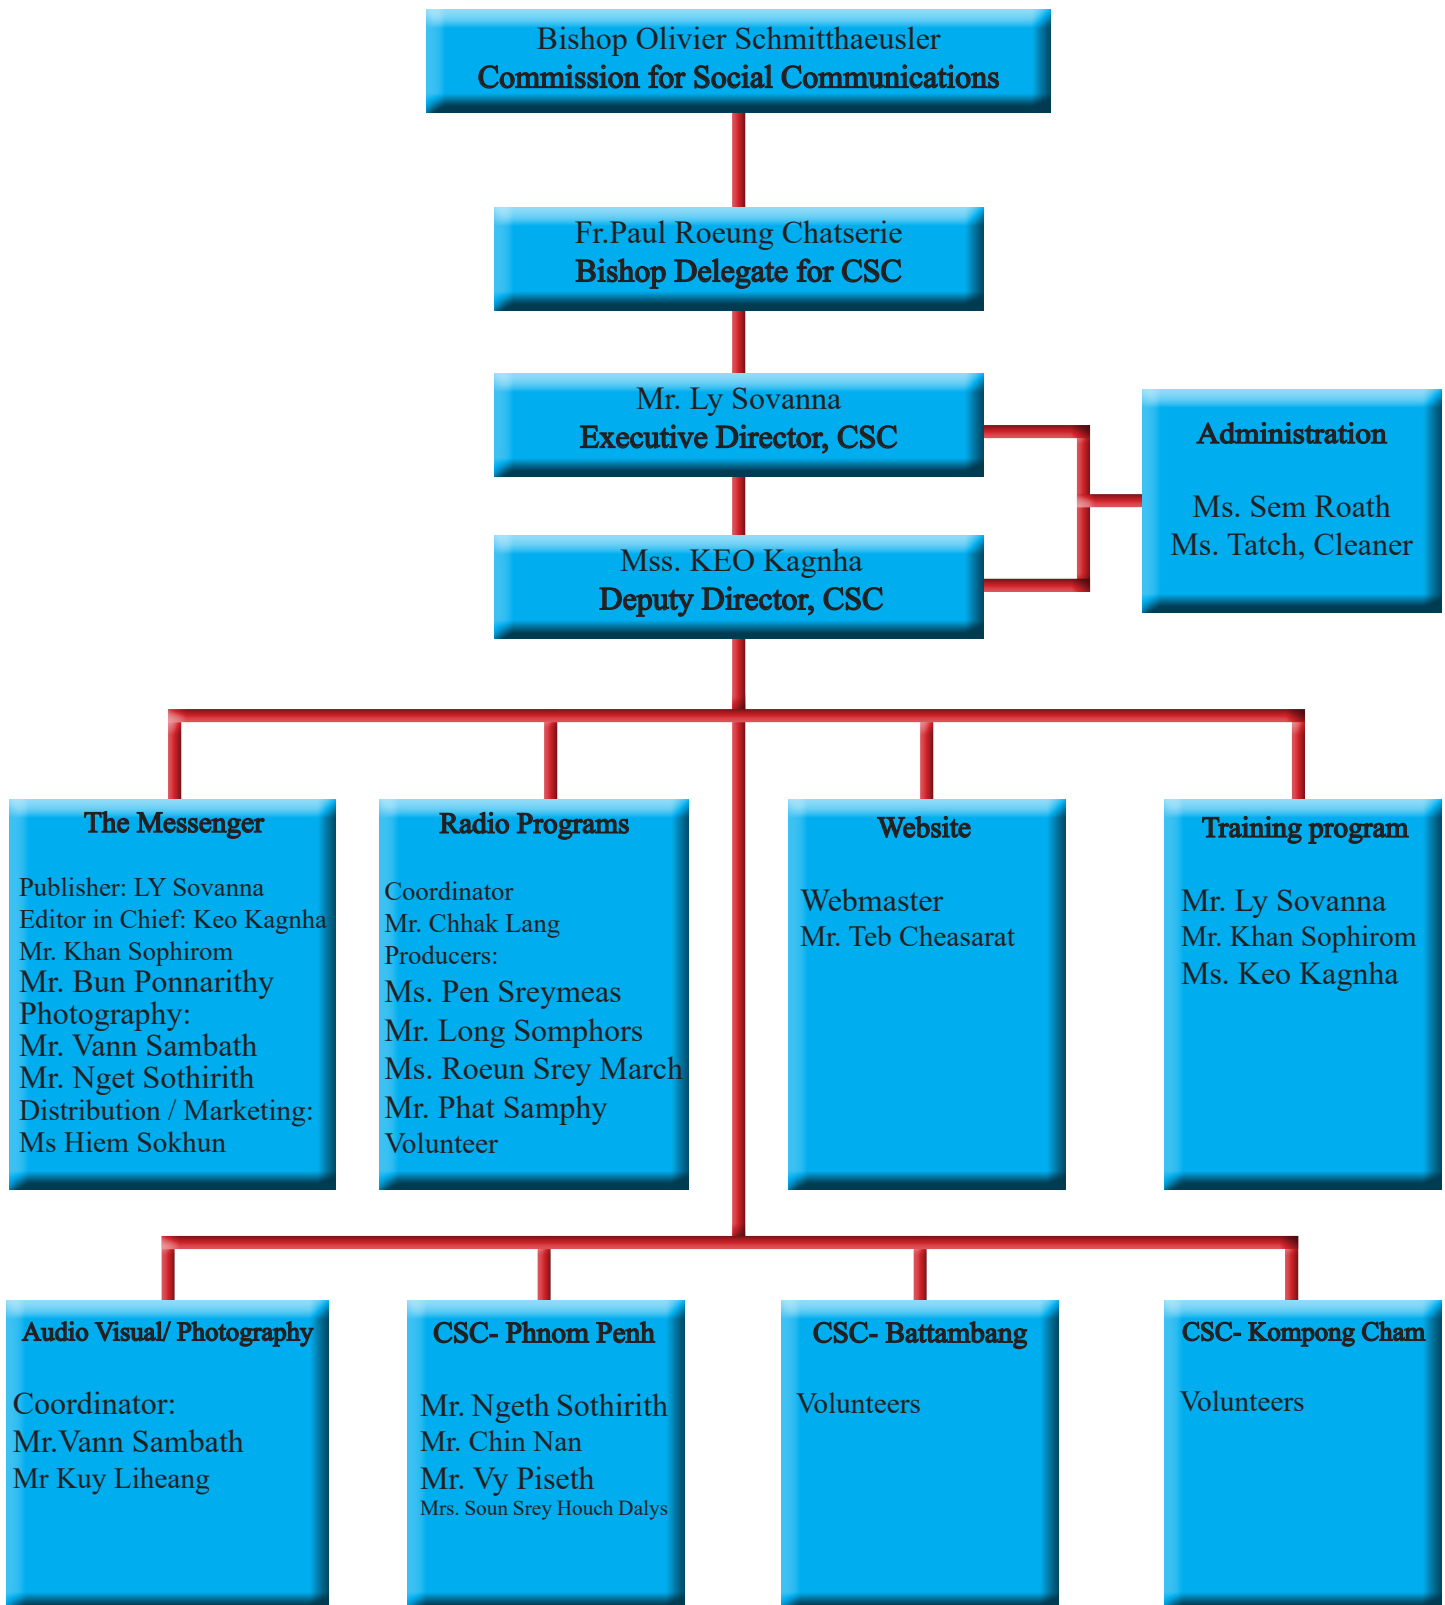 Bishop Olivier Schmitthaeusler
Commission for Social Communications
Fr.Paul Roeung Chatserie
Bishop Delegate for CSC
Mr. Ly Sovanna
Executive Director, CSC
Mss. KEO Kagnha
Deputy Director, CSC
Administration
Ms. Sem Roath
Ms. Tatch, Cleaner
The Messenger
Publisher: LY Sovanna
Editor in Chief: Keo Kagnha
Mr. Khan Sophirom
Mr. Bun Ponnarithy
Photography:
Mr. Vann Sambath
Mr. Nget Sothirith
Distribution / Marketing:
Ms Hiem Sokhun
Radio Programs
Coordinator
Mr. Chhak Lang
Producers:
Ms. Pen Sreymeas
Mr. Long Somphors
Ms. Roeun Srey March
Mr. Phat Samphy
Volunteer
Website
Webmaster
Mr. Teb Cheasarat
Training program
Mr. Ly Sovanna
Mr. Khan Sophirom
Ms. Keo Kagnha
Audio Visual/ Photography
Coordinator:
Mr.Vann Sambath
Mr Kuy Liheang
CSC- Phnom Penh
Mr. Ngeth Sothirith
Mr. Chin Nan
Mr. Vy Piseth
Mrs. Soun Srey Houch Dalys
CSC- Battambang
Volunteers
CSC- Kompong Cham
Volunteers